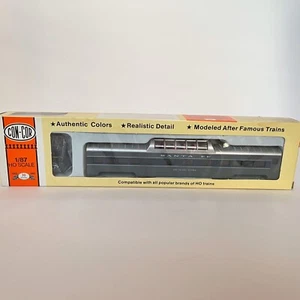 CON-COR
★Authentic Colors ★Realistic Detail ★Modeled After Famous Trains
1/87
HO SCALE
SANTA FE
Compatible with all popular brands of HO trains